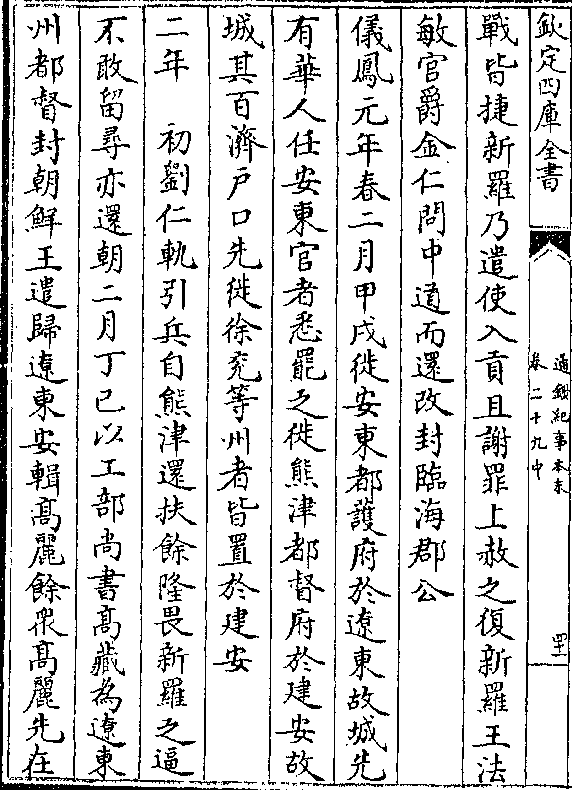 欽定四庫全書
通鑑紀事本末
卷二十九中
四十
戰皆捷新羅乃遣使入貢且謝罪上赦之復新羅王法
敏官爵金仁問中道而還改封臨海郡公
儀鳳元年春二月甲戌徙安東都護府於遼東故城先
有華人任安東官者悉罷之徙熊津都督府於建安故
城其百濟戶口先徙徐兖等州者皆置於建安
二年　初劉仁軌引兵自熊津還扶餘隆畏新羅之逼
不敢留尋亦還朝二月丁巳以工部尚書髙藏為遼東
州都督封朝鮮王遣歸遼東安輯髙麗餘衆髙麗先在